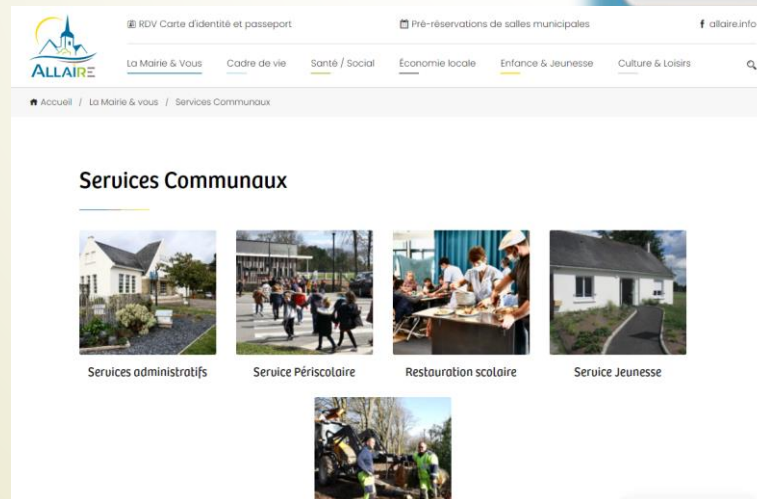 RDV Carte d'identité et passeport
Pré-réservations de salles municipales
allaire.info
ALLAIRE
La Mairie & Vous
Cadre de vie
Santé / Social
Économie locale
Enfance & Jeunesse
Culture & Loisirs
Accueil / La Mairie & vous / Services Communaux
Services Communaux
Services administratifs
Service Périscolaire
Restauration scolaire
Service Jeunesse